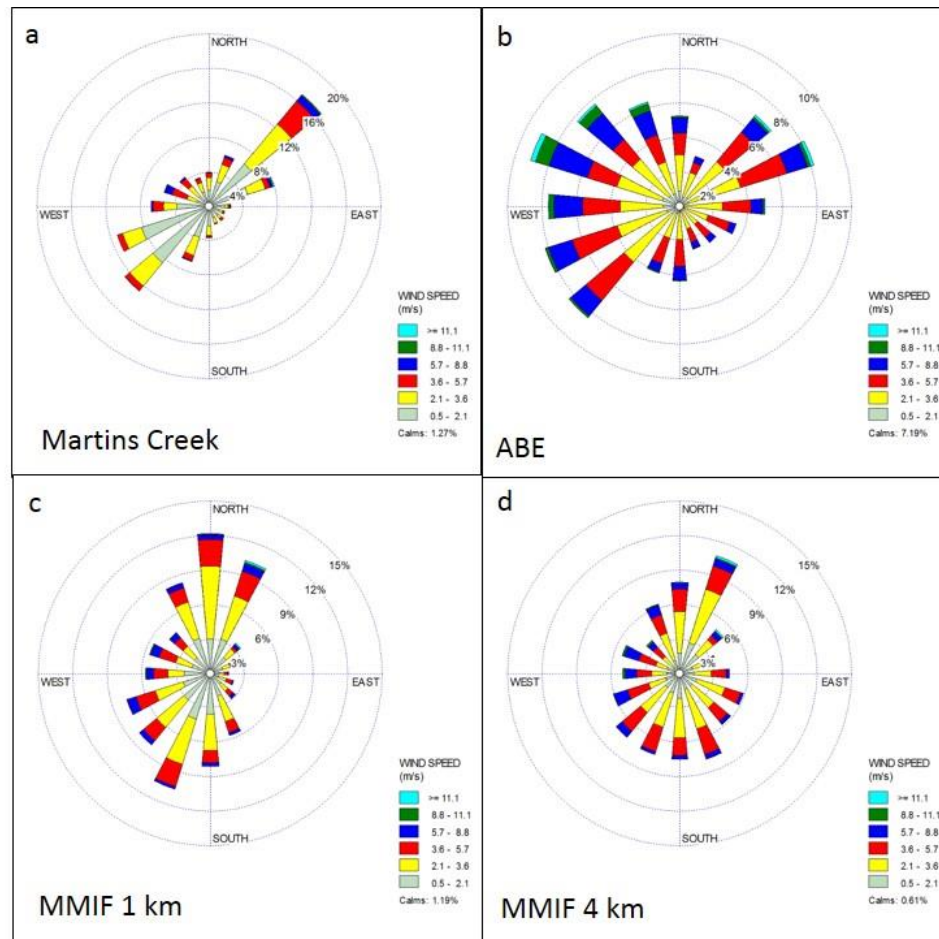 a
NORTH
20%
16%
12%
8%
4%
WEST
EAST
SOUTH
WIND SPEED
(m/s)
>= 11.1
8.8 - 11.1
5.7 - 8.8
3.6 - 5.7
2.1 - 3.6
0.5 - 2.1
Calms: 1.27%
Martins Creek
b
NORTH
10%
8%
6%
4%
2%
WEST
EAST
SOUTH
WIND SPEED
(m/s)
>= 11.1
8.8 - 11.1
5.7 - 8.8
3.6 - 5.7
2.1 - 3.6
0.5 - 2.1
Calms: 7.19%
ABE
c
NORTH
15%
12%
9%
6%
3%
WEST
EAST
SOUTH
WIND SPEED
(m/s)
>= 11.1
8.8 - 11.1
5.7 - 8.8
3.6 - 5.7
2.1 - 3.6
0.5 - 2.1
Calms: 1.19%
MMIF 1 km
d
NORTH
15%
12%
9%
6%
3%
WEST
EAST
SOUTH
WIND SPEED
(m/s)
>= 11.1
8.8 - 11.1
5.7 - 8.8
3.6 - 5.7
2.1 - 3.6
0.5 - 2.1
Calms: 0.61%
MMIF 4 km